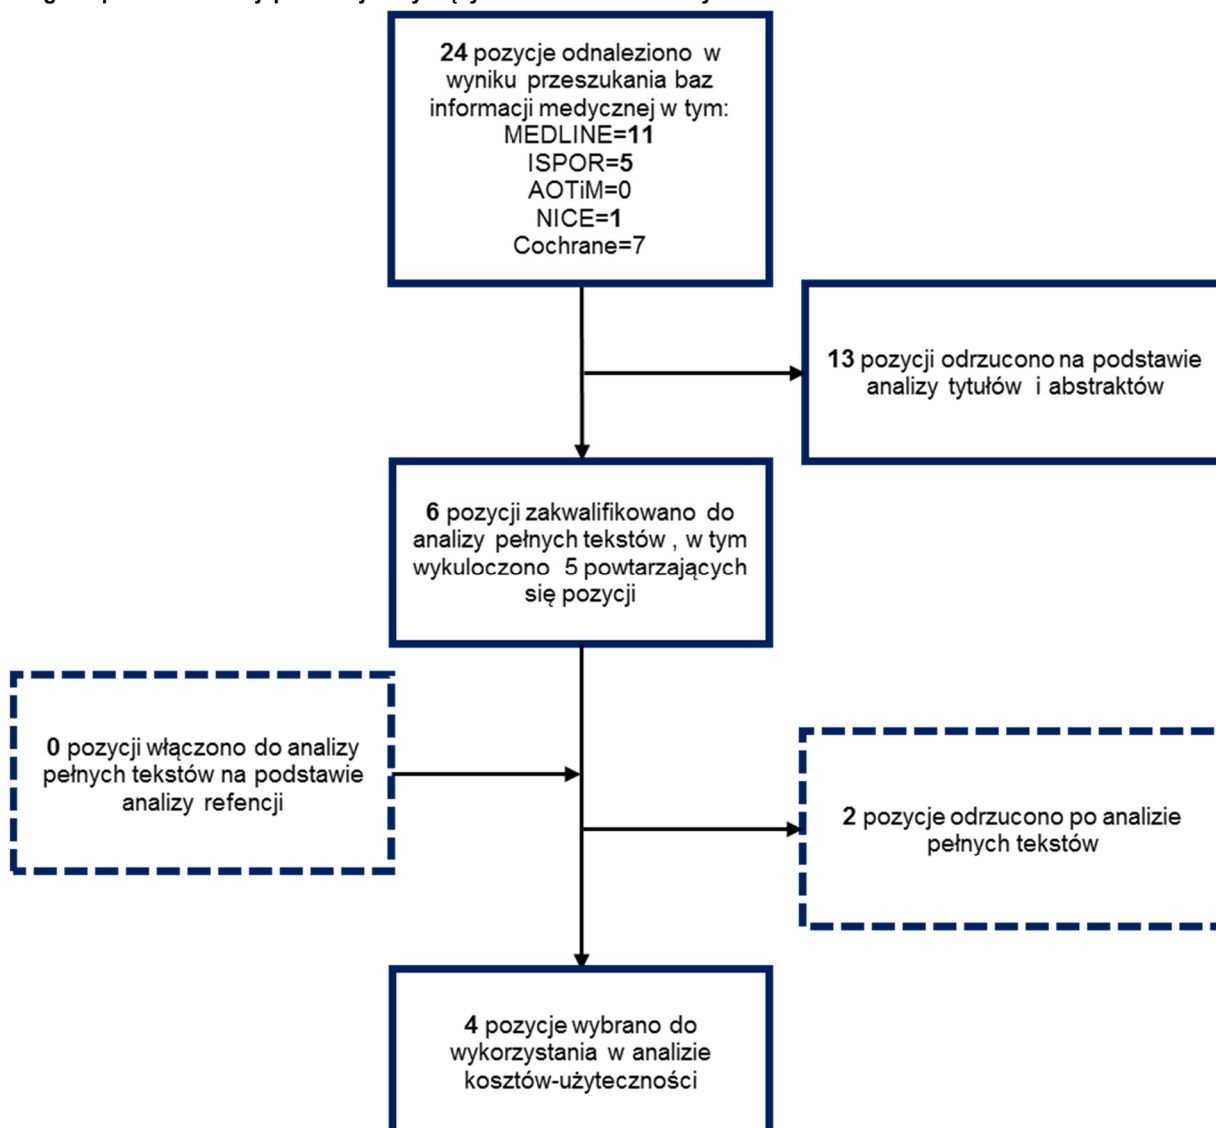 24 pozycje odnaleziono w
wyniku przeszukania baz
informacji medycznej w tym:
MEDLINE=11
ISPOR=5
AOTiM=0
NICE=1
Cochrane=7
13 pozycji odrzucono na podstawie
analizy tytułów i abstraktów
6 pozycji zakwalifikowano do
analizy pełnych tekstów , w tym
wykuloczono 5 powtarzających
się pozycji
0 pozycji włączono do analizy
pełnych tekstów na podstawie
analizy refencji
2 pozycje odrzucono po analizie
pełnych tekstów
4 pozycje wybrano do
wykorzystania w analizie
kosztów-użyteczności